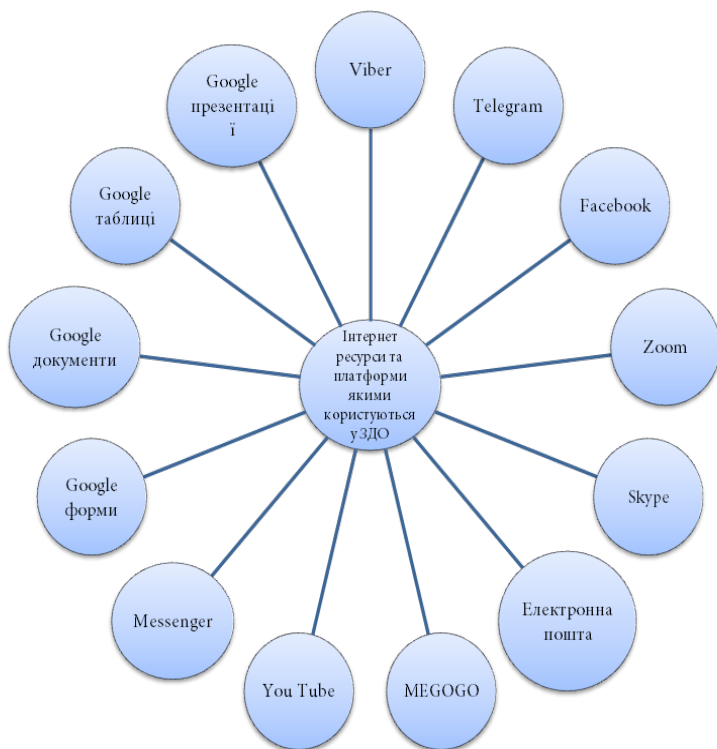 Viber
Telegram
Facebook
Zoom
Skype
Електронна
пошта
MEGOGO
You Tube
Messenger
Google
форми
Google
документи
Google
таблиці
Google
презентаці
ї
Інтернет
ресурси та
платформи
якими
користуються
у ЗДО